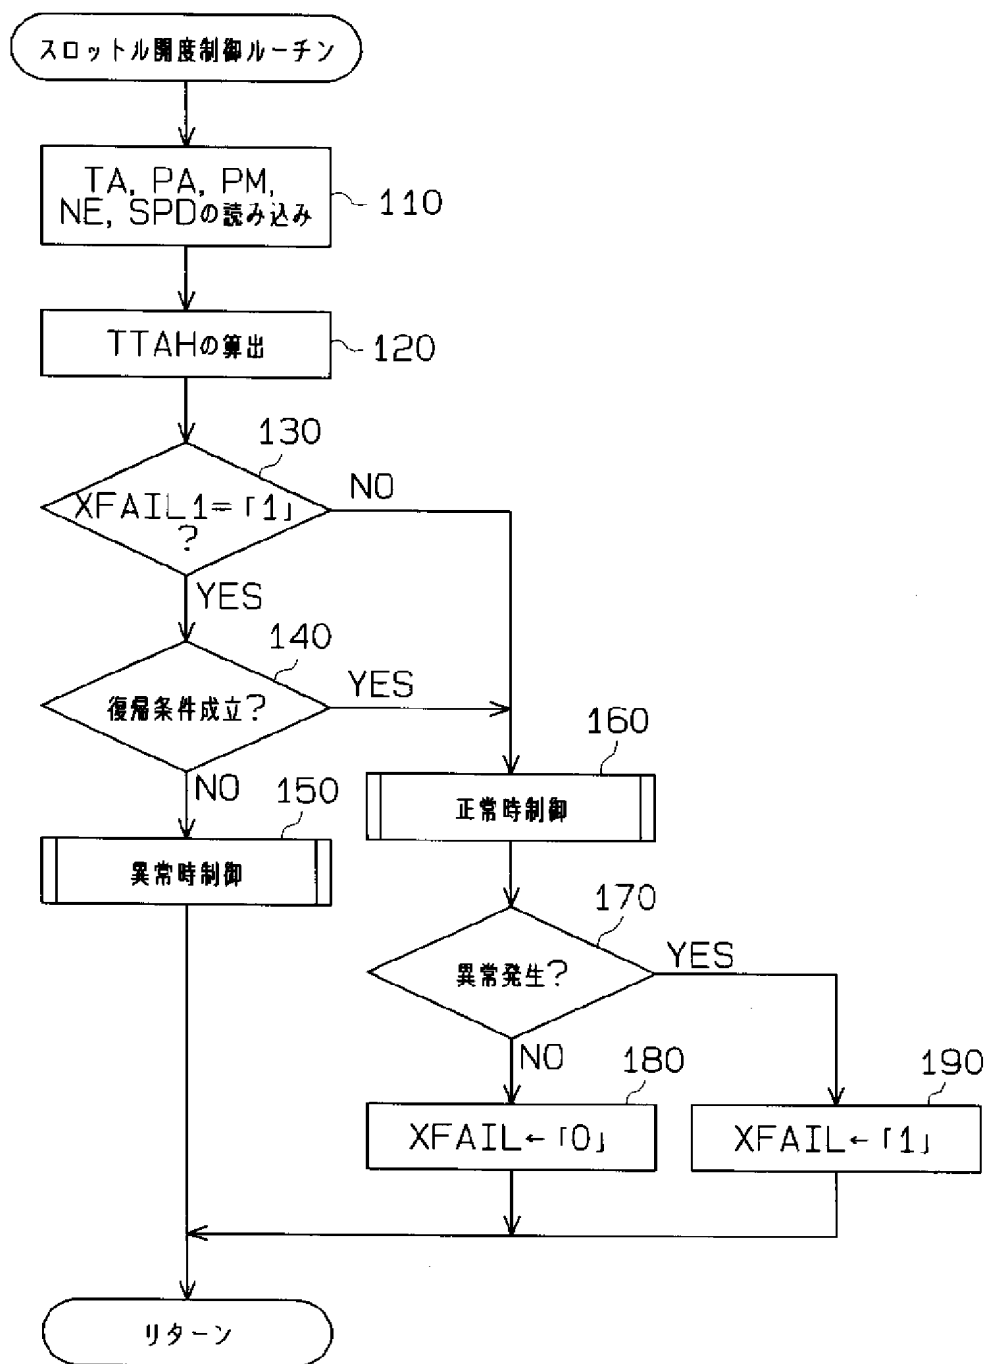 スロットル開度制御ルーチン
TA, PA, PM,
NE, SPDの読み込み
110
TTAHの算出
120
130
XFAIL1=「1」
?
NO
YES
140
復帰条件成立?
YES
NO
150
異常時制御
160
正常時制御
170
異常発生?
YES
NO
180
XFAIL←「0」
190
XFAIL←「1」
リターン